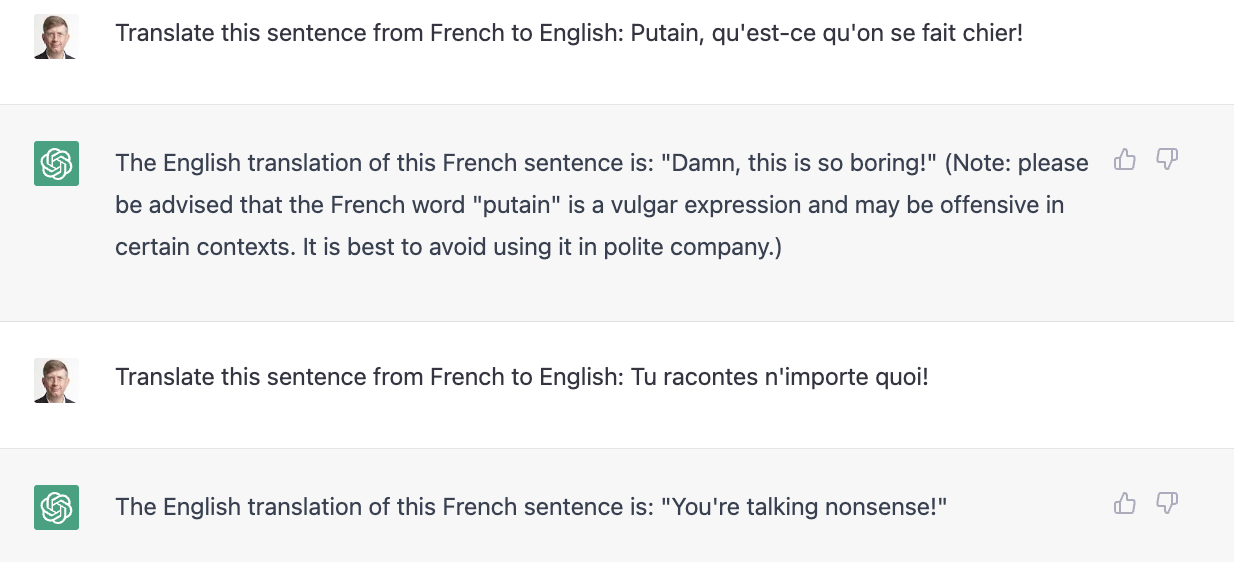 Translate this sentence from French to English: Putain, qu'est-ce qu'on se fait chier!
The English translation of this French sentence is: "Damn, this is so boring!" (Note: please
be advised that the French word "putain" is a vulgar expression and may be offensive in
certain contexts. It is best to avoid using it in polite company.)
Translate this sentence from French to English: Tu racontes n'importe quoi!
The English translation of this French sentence is: "You're talking nonsense!"